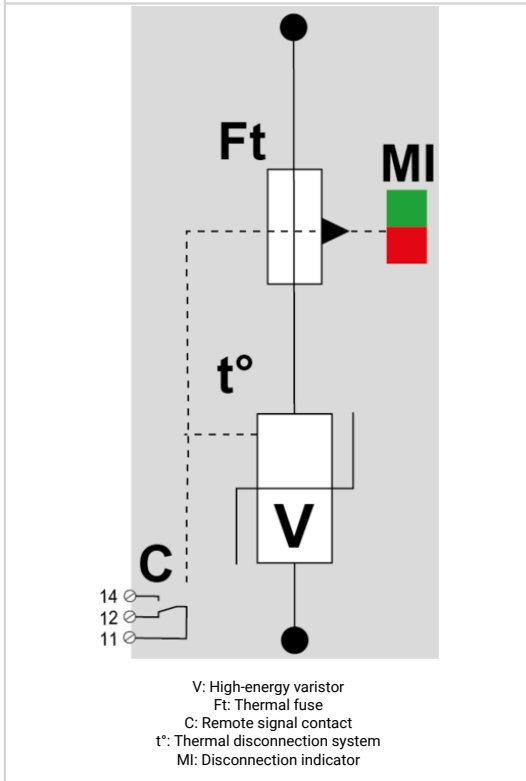 Ft
MI
t°
V
C
14
12
11
V: High-energy varistor
Ft: Thermal fuse
C: Remote signal contact
t°: Thermal disconnection system
MI: Disconnection indicator